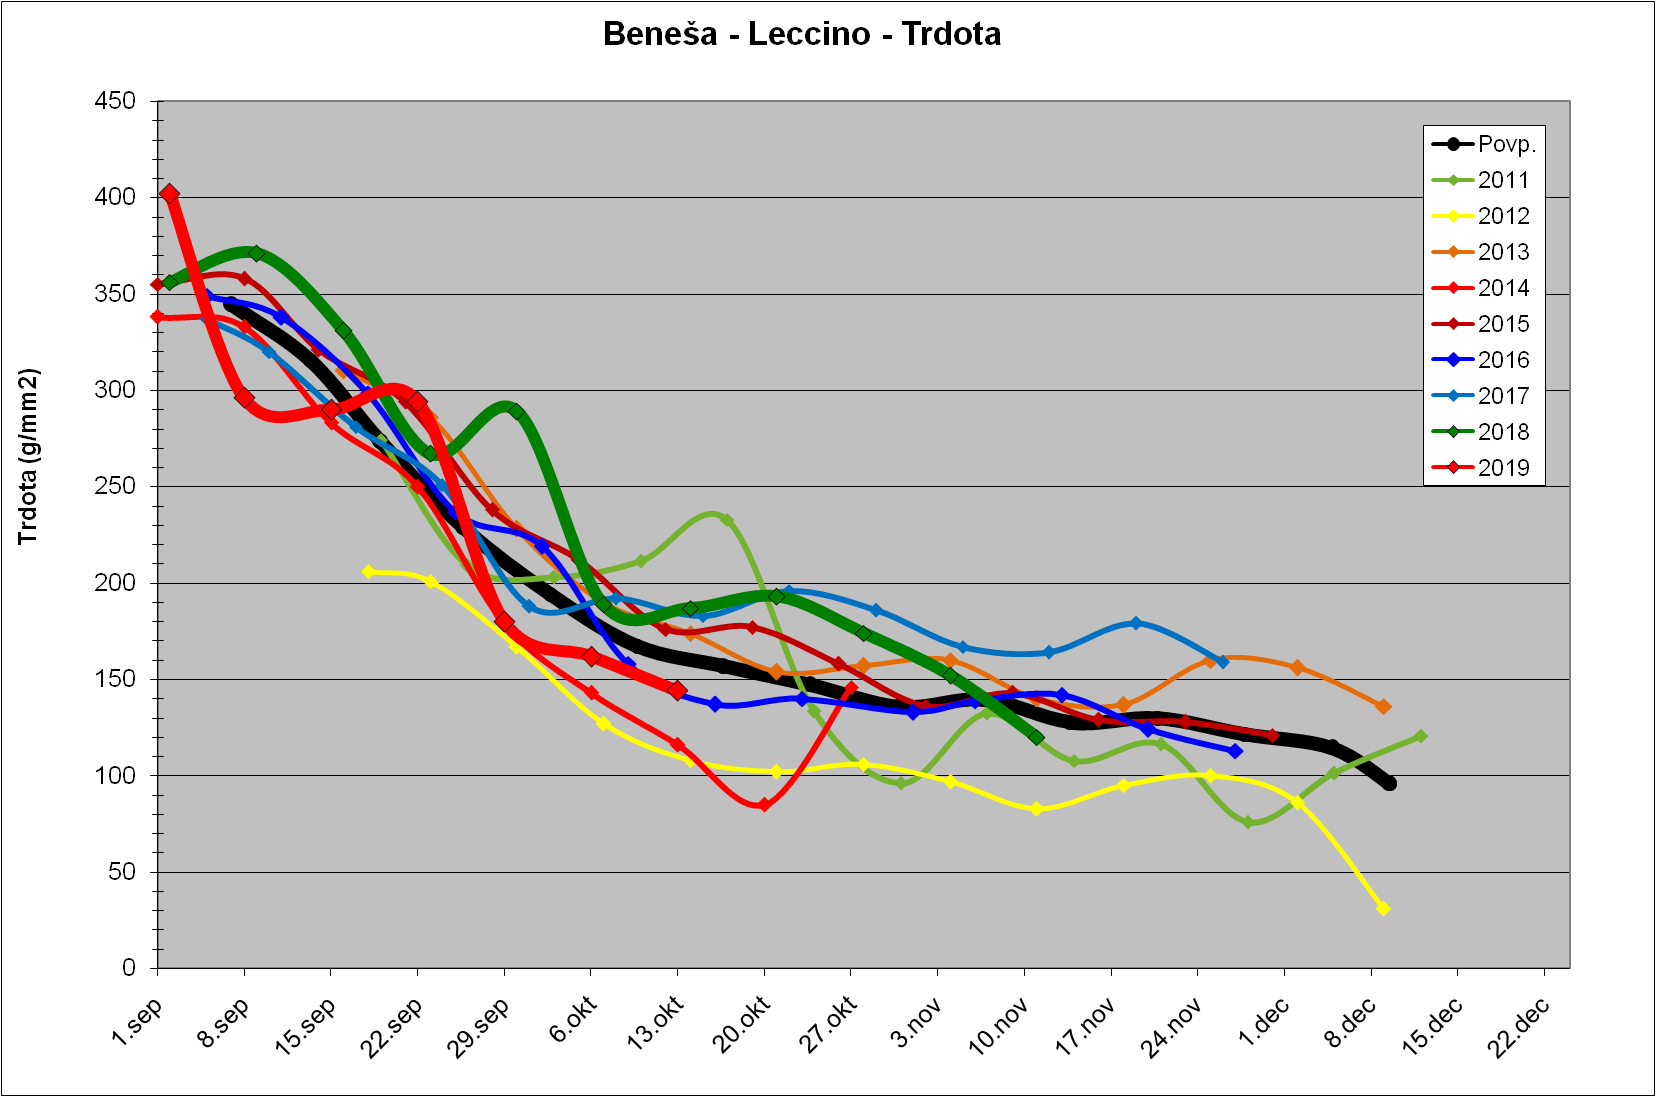 Beneša - Leccino - Trdota
Trdota (g/mm2)
450
400
350
300
250
200
150
100
50
0
1.sep
8.sep
15.sep
22.sep
29.sep
6.okt
13.okt
20.okt
27.okt
3.nov
10.nov
17.nov
24.nov
1.dec
8.dec
15.dec
22.dec
Povp.
2011
2012
2013
2014
2015
2016
2017
2018
2019